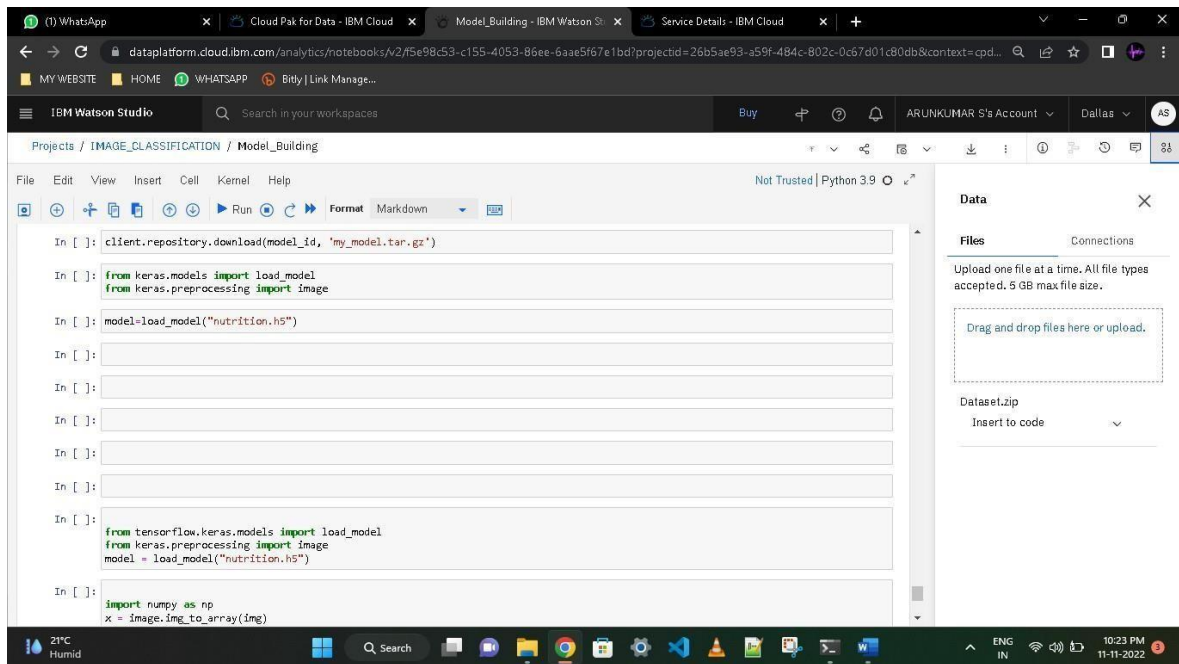 (1) WhatsApp
Cloud Pak for Data - IBM Cloud
Model_Building - IBM Watson St
Service Details - IBM Cloud
dataplatform.cloud.ibm.com/analytics/notebooks/v2/f5e98c53-c155-4053-86ee-6aae5f67e1bd?projectid=26b5ae93-a59f-484c-802c-0c67d01c80db&context=cpd...
MY WEBSITE
HOME
WHATSAPP
Bitly | Link Manage...
IBM Watson Studio
Search in your workspaces
Buy
ARUNKUMAR S's Account
Dallas
AS
Projects / IMAGE_CLASSIFICATION / Model_Building
File Edit View Insert Cell Kernel Help
Not Trusted | Python 3.9
Run
Format
Markdown
In [ ]: client.repository.download(model_id, 'my_model.tar.gz')
In [ ]: from keras.models import load_model
from keras.preprocessing import image
In [ ]: model=load_model("nutrition.h5")
In [ ]:
In [ ]:
In [ ]:
In [ ]:
In [ ]:
In [ ]:
from tensorflow.keras.models import load_model
from keras.preprocessing import image
model = load_model("nutrition.h5")
In [ ]:
import numpy as np
x = image.img_to_array(img)
Data
Files
Connections
Upload one file at a time. All file types
accepted. 5 GB max file size.
Drag and drop files here or upload.
Dataset.zip
Insert to code
21°C
Humid
Search
ENG
IN
10:23 PM
11-11-2022
3